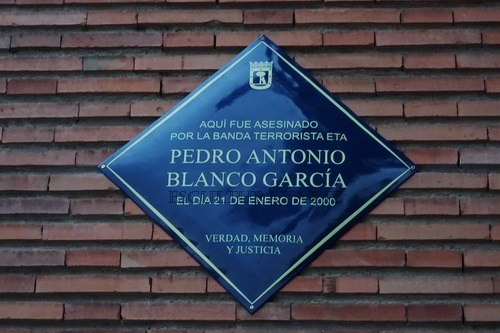 AQUÍ FUE ASESINADO
POR LA BANDA TERRORISTA ETA
PEDRO ANTONIO
BLANCO GARCÍA
EL DÍA 21 DE ENERO DE 2000
VERDAD, MEMORIA
Y JUSTICIA